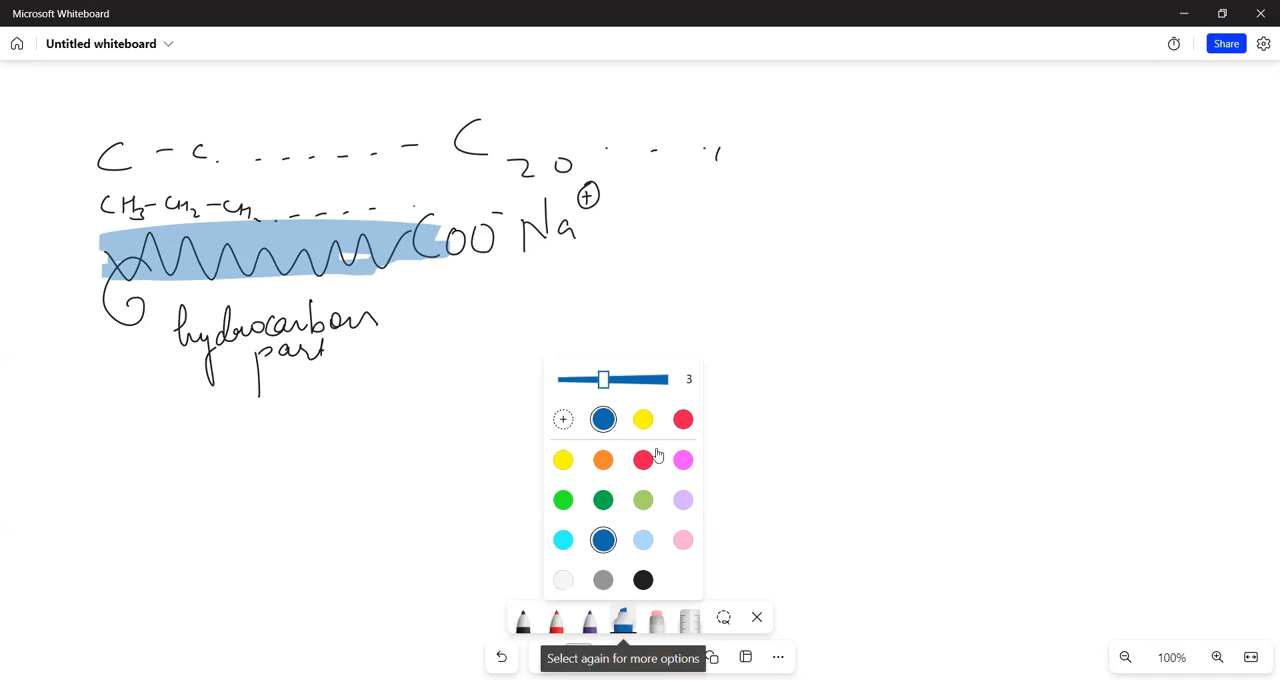 Microsoft Whiteboard
Untitled whiteboard
Share
C - c. ...... - C20 ....,
CH3-CH2-CH2 .......
COO⁻ Na⊕
hydrocarbon
part
3
Select again for more options
100%